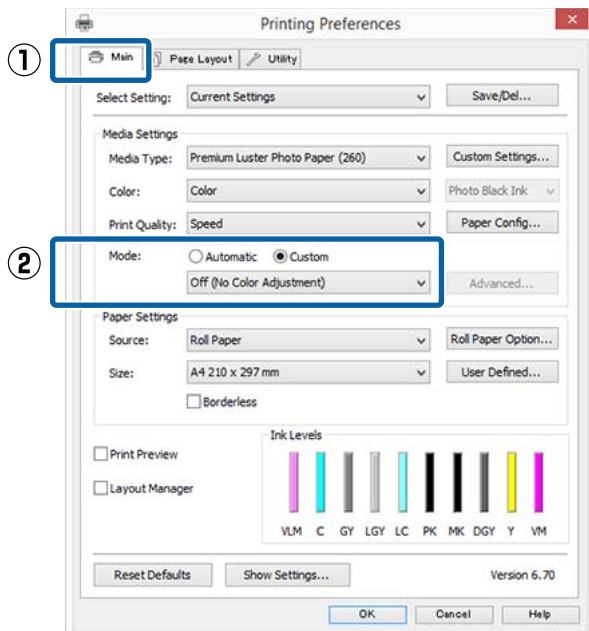 Printing Preferences
①
Main Page Layout Utility
Select Setting: Current Settings Save/Del...
Media Settings
Media Type: Premium Luster Photo Paper (260) Custom Settings...
Color: Color Photo Black Ink
Print Quality: Speed Paper Config...
②
Mode: Automatic Custom
Off (No Color Adjustment) Advanced...
Paper Settings
Source: Roll Paper Roll Paper Option...
Size: A4 210 x 297 mm User Defined...
Borderless
Ink Levels
Print Preview
Layout Manager
VLM C GY LGY LC PK MK DGY Y VM
Reset Defaults Show Settings... Version 6.70
OK Cancel Help